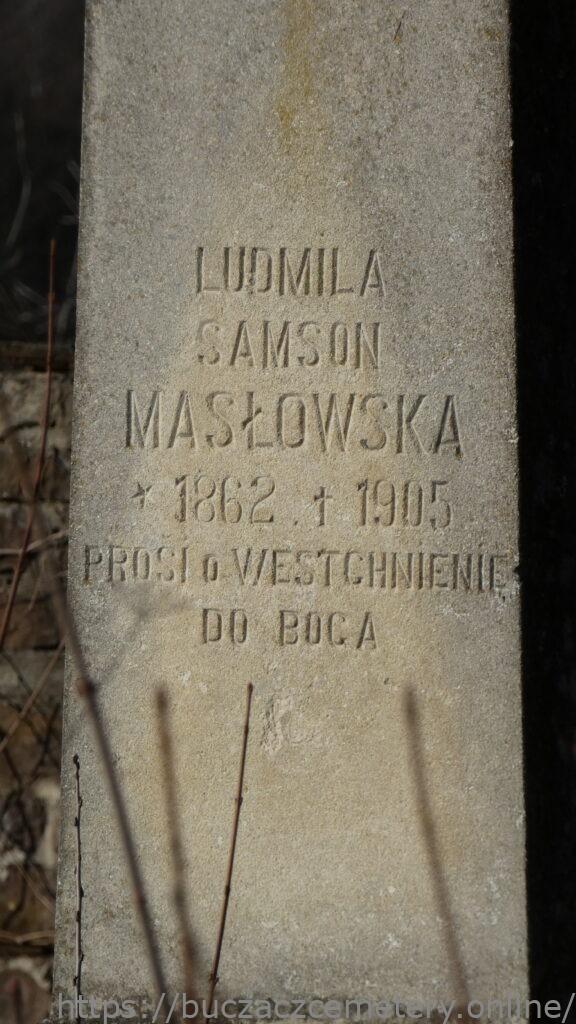 LUDMILA
SAMSON
MASŁOWSKA
* 1862. † 1905
PROSI o WESTCHNIENIE
DO BOGA
https://buczaczcemetery.online/